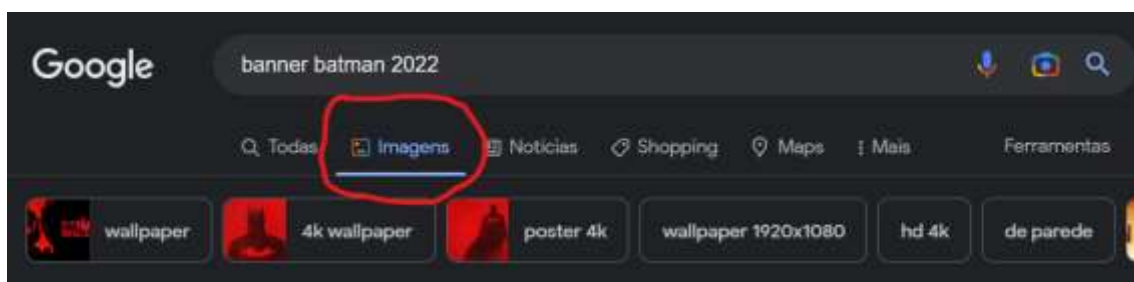 Google
banner batman 2022
Todas Imagens Notícias Shopping Maps Mais Ferramentas
wallpaper 4k wallpaper poster 4k wallpaper 1920x1080 hd 4k de parede